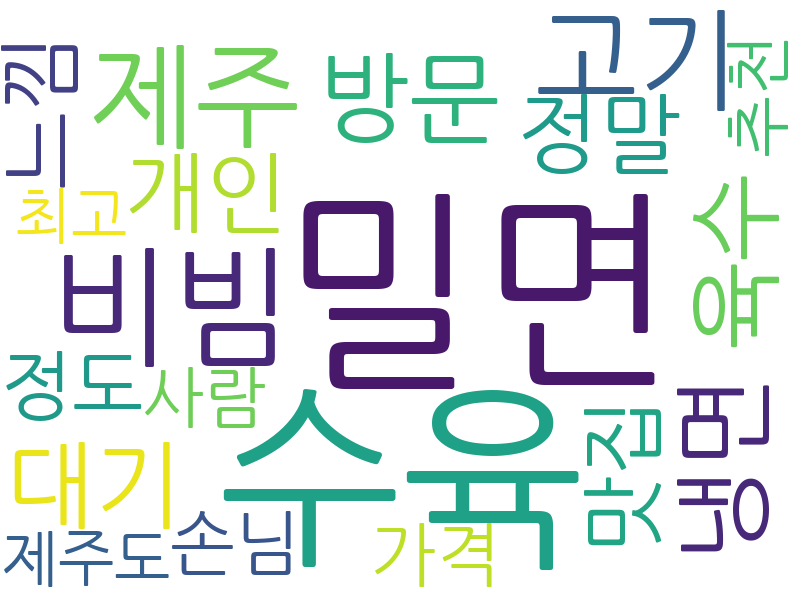 느낌
제주
방문
고기
추천
정말
개인
최고
밀면
육수
비빔
정도
사람
수육
맛집
냉면
대기
제주도
손님
가격